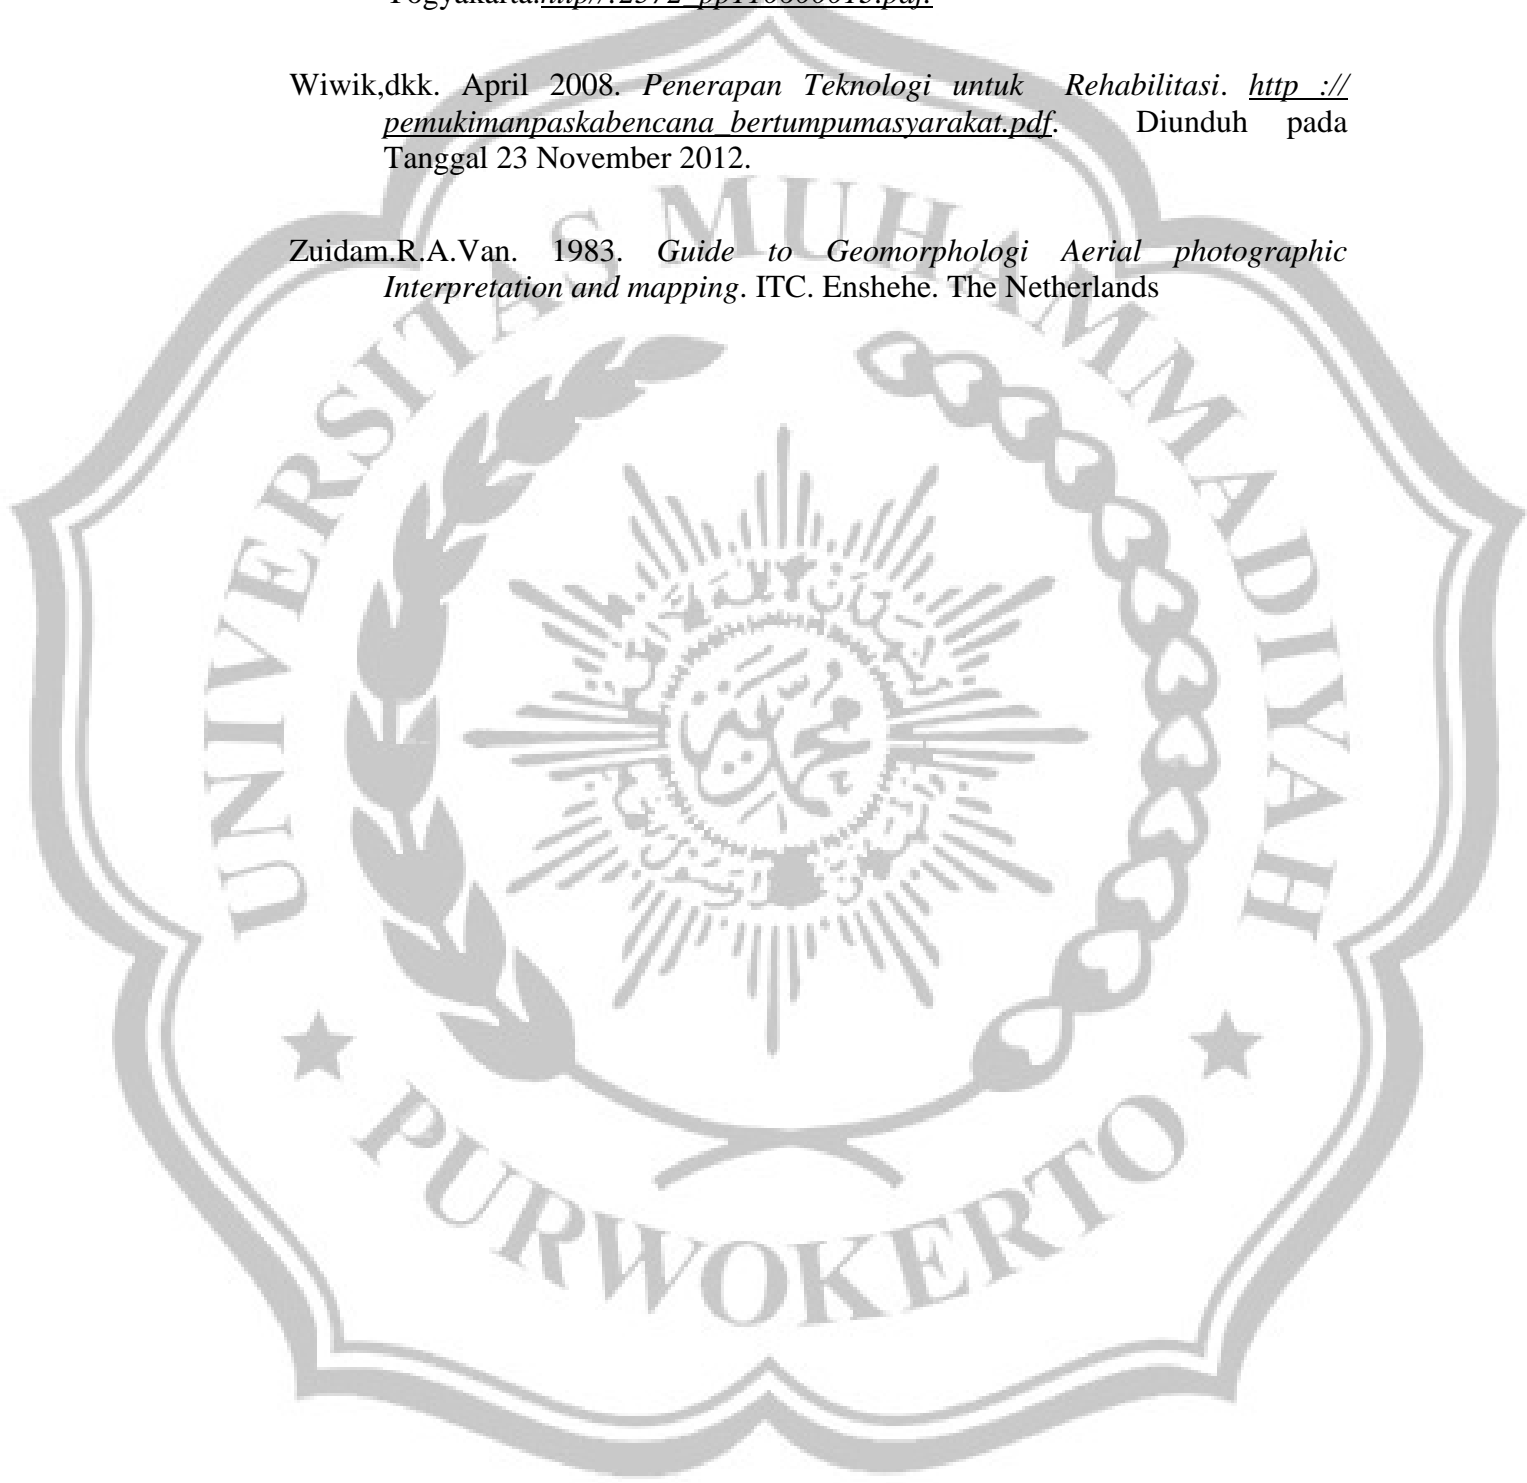 Wiwik,dkk. April 2008. Penerapan Teknologi untuk Rehabilitasi. http ://
pemukimanpaskabencana_bertumpumasyarakat.pdf. Diunduh pada
Tanggal 23 November 2012.
Zuidam.R.A.Van. 1983. Guide to Geomorphologi Aerial photographic
Interpretation and mapping. ITC. Enshehe. The Netherlands
UNIVERSITAS MUHAMMADIYAH
PURWOKERTO
محمد